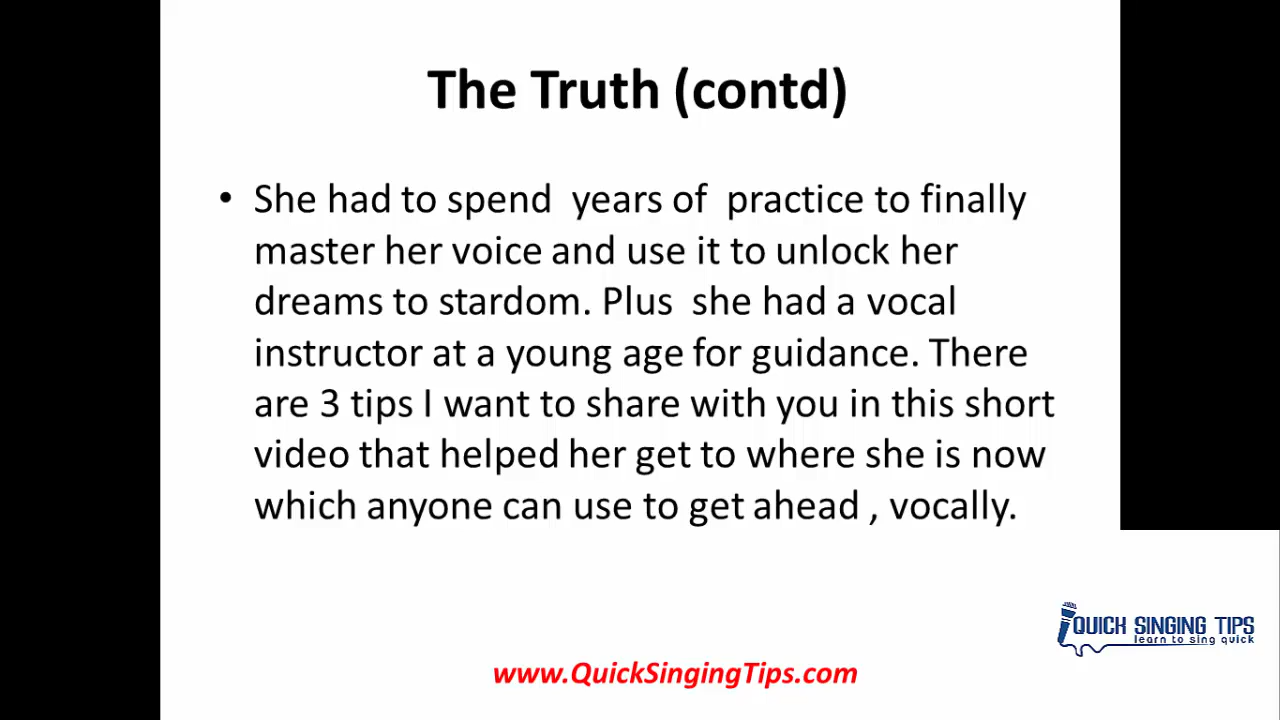 The Truth (contd)
• She had to spend  years of  practice to finally
master her voice and use it to unlock her
dreams to stardom. Plus  she had a vocal
instructor at a young age for guidance. There
are 3 tips I want to share with you in this short
video that helped her get to where she is now
which anyone can use to get ahead , vocally.
QUICK SINGING TIPS
learn to sing quick
www.QuickSingingTips.com